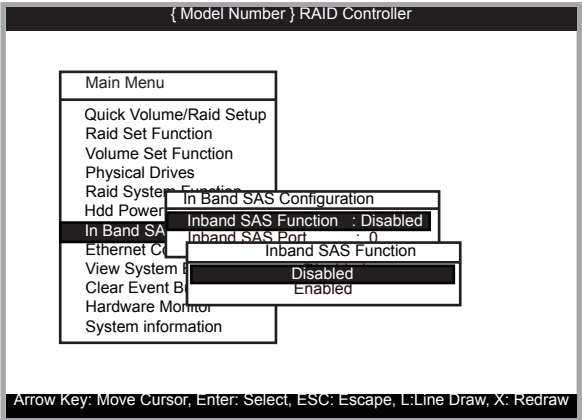 { Model Number } RAID Controller
Main Menu
Quick Volume/Raid Setup
Raid Set Function
Volume Set Function
Physical Drives
Raid System Function
Hdd Power
In Band SA
Ethernet Co
View System E
Clear Event B
Hardware Monitor
System information
In Band SAS Configuration
Inband SAS Function : Disabled
Inband SAS Port : 0
Inband SAS Function
Disabled
Enabled
Arrow Key: Move Cursor, Enter: Select, ESC: Escape, L:Line Draw, X: Redraw